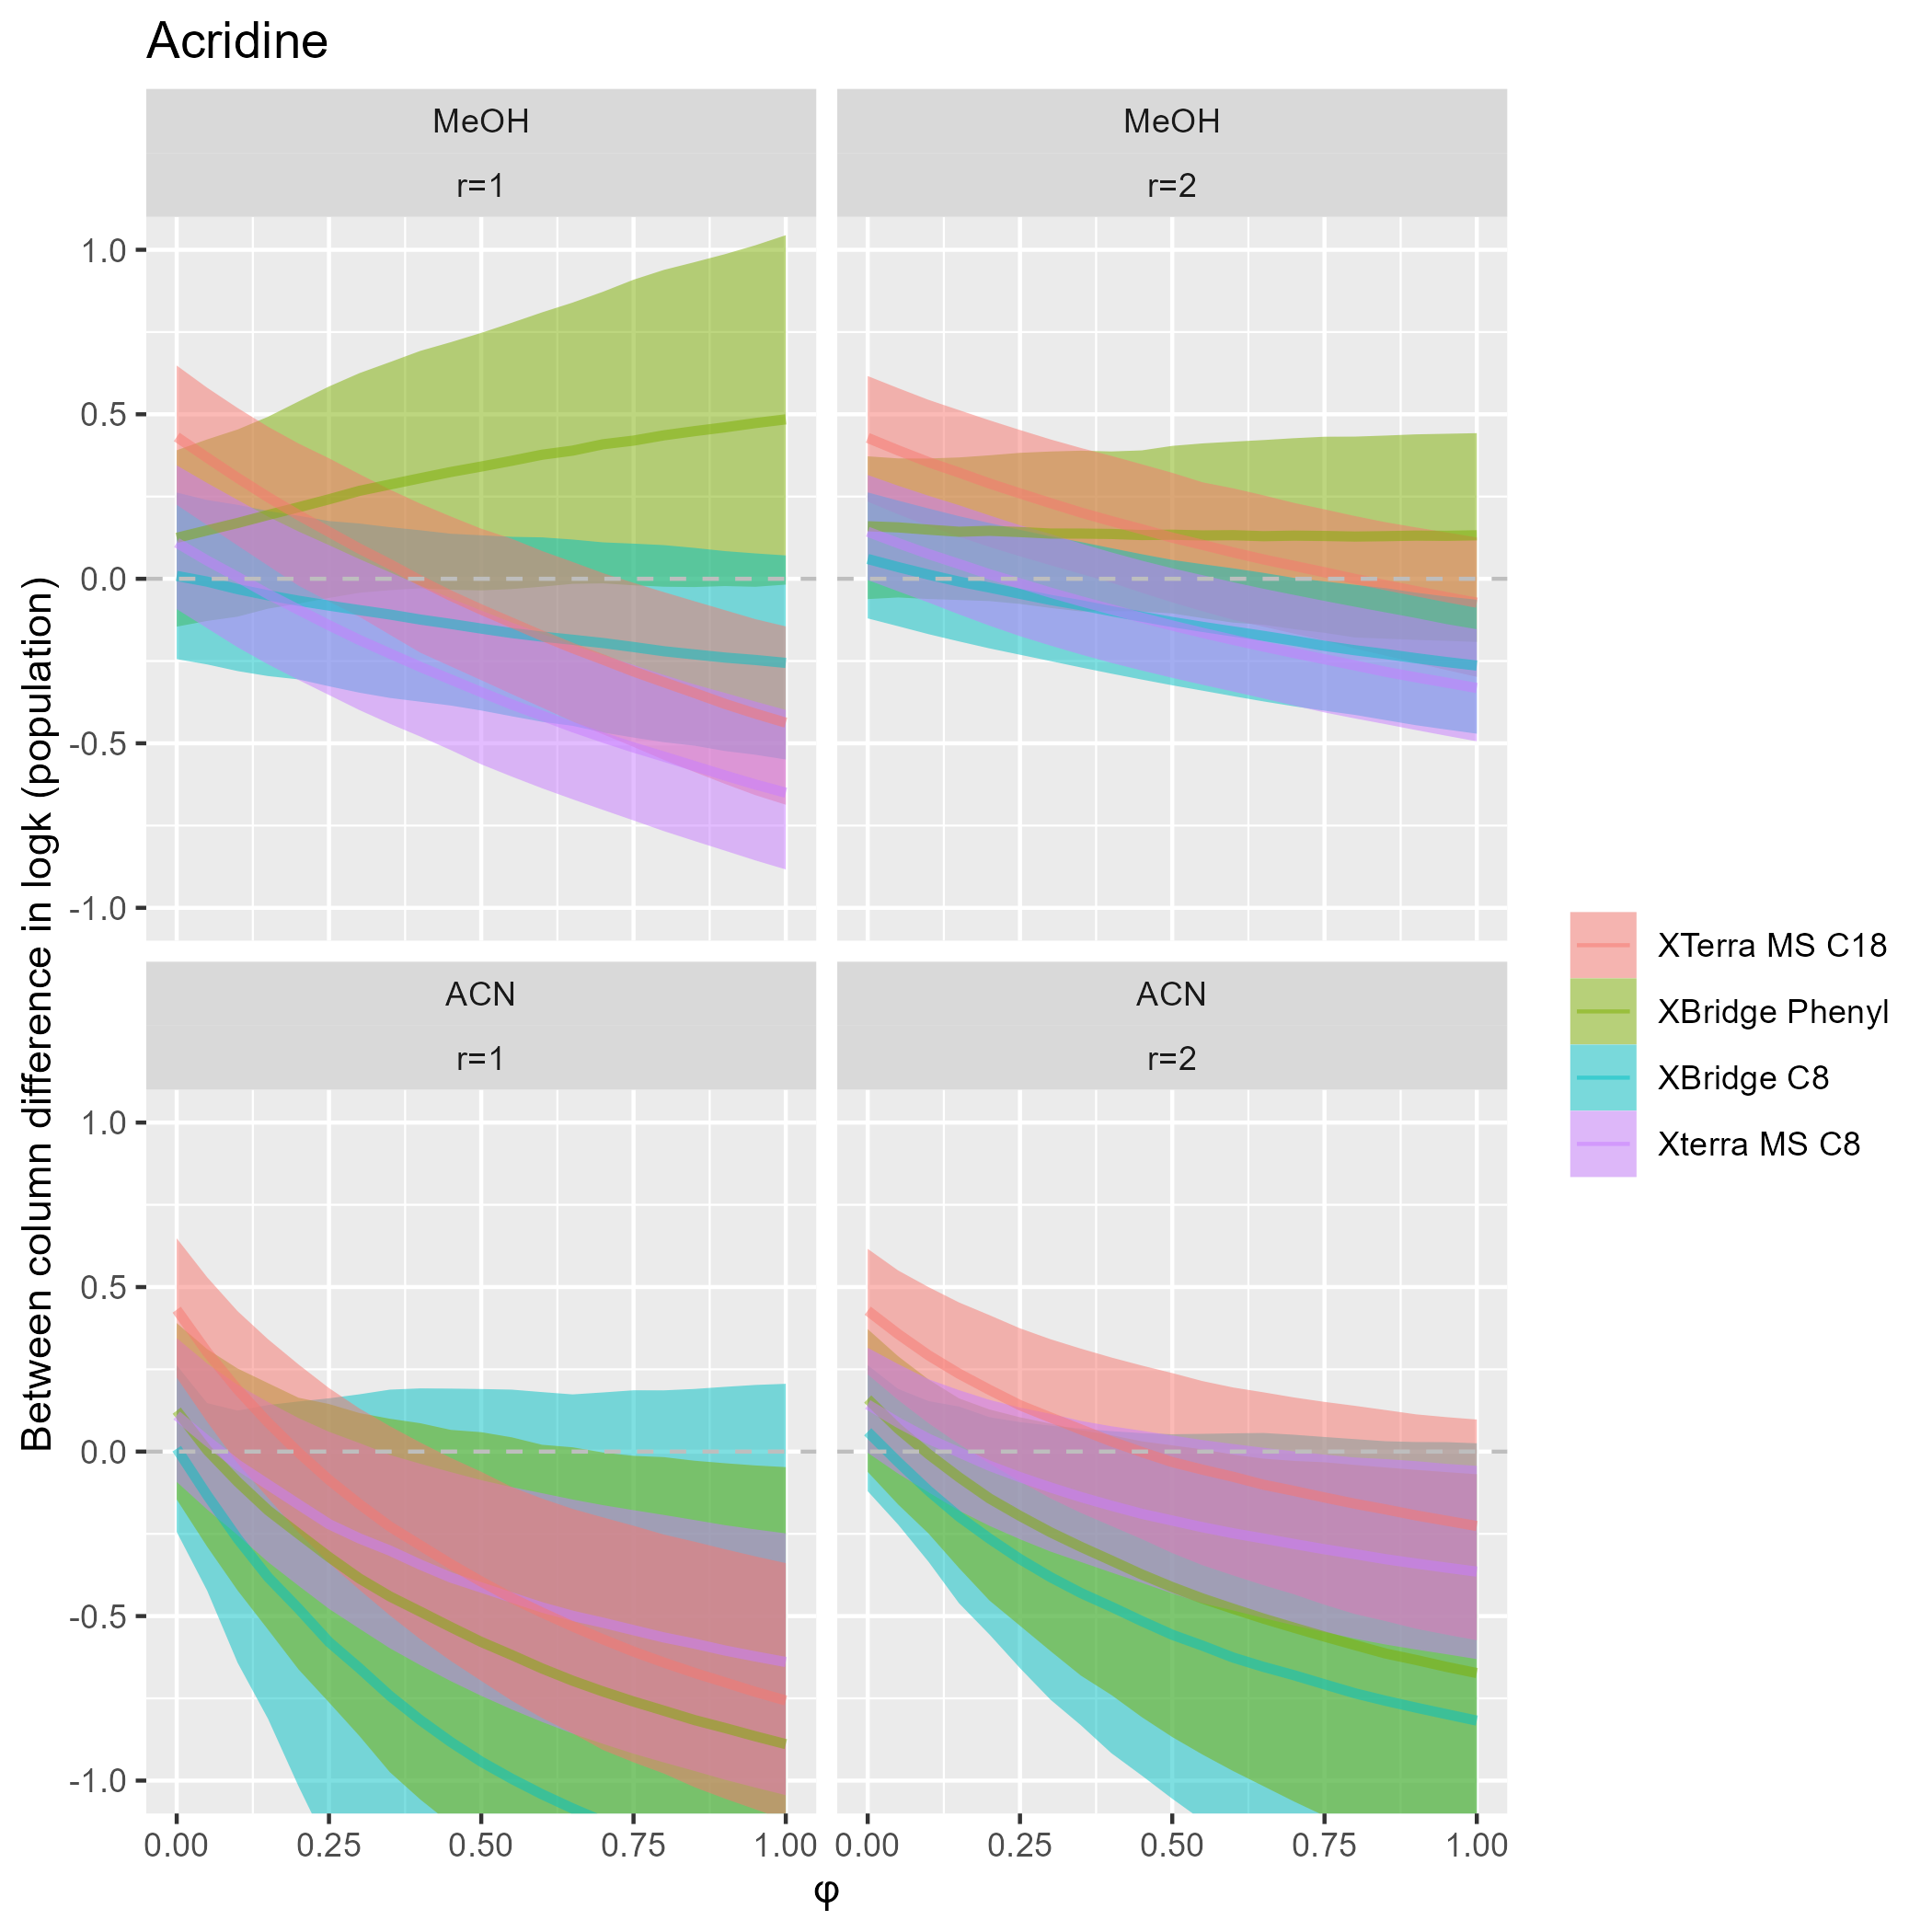 Acridine
MeOH
r=1
MeOH
r=2
1.0
0.5
0.0
-0.5
-1.0
ACN
r=1
ACN
r=2
1.0
0.5
0.0
-0.5
-1.0
0.00 0.25 0.50 0.75 1.00
0.00 0.25 0.50 0.75 1.00
φ
Between column difference in logk (population)
XTerra MS C18
XBridge Phenyl
XBridge C8
Xterra MS C8